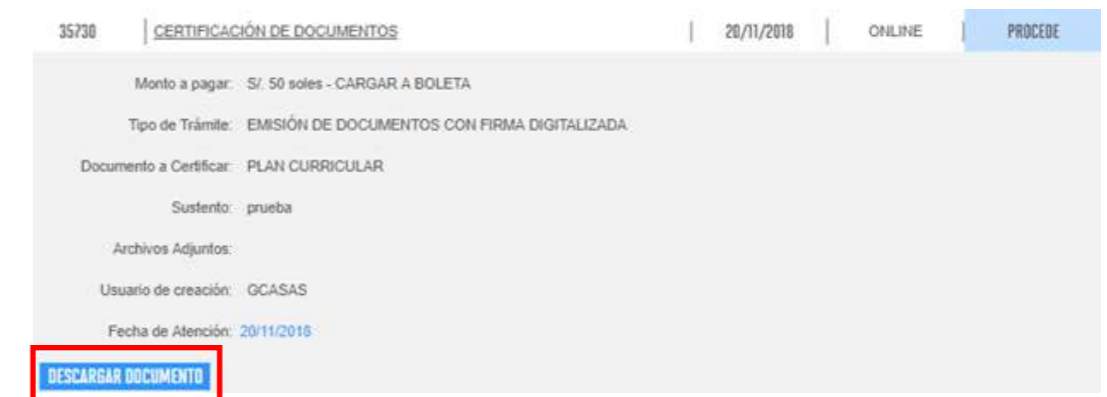 35730 | CERTIFICACIÓN DE DOCUMENTOS | 20/11/2018 | ONLINE | PROCEDE
Monto a pagar: S/. 50 soles - CARGAR A BOLETA
Tipo de Trámite: EMISIÓN DE DOCUMENTOS CON FIRMA DIGITALIZADA
Documento a Certificar: PLAN CURRICULAR
Sustento: prueba
Archivos Adjuntos:
Usuario de creación: GCASAS
Fecha de Atención: 20/11/2018
DESCARGAR DOCUMENTO